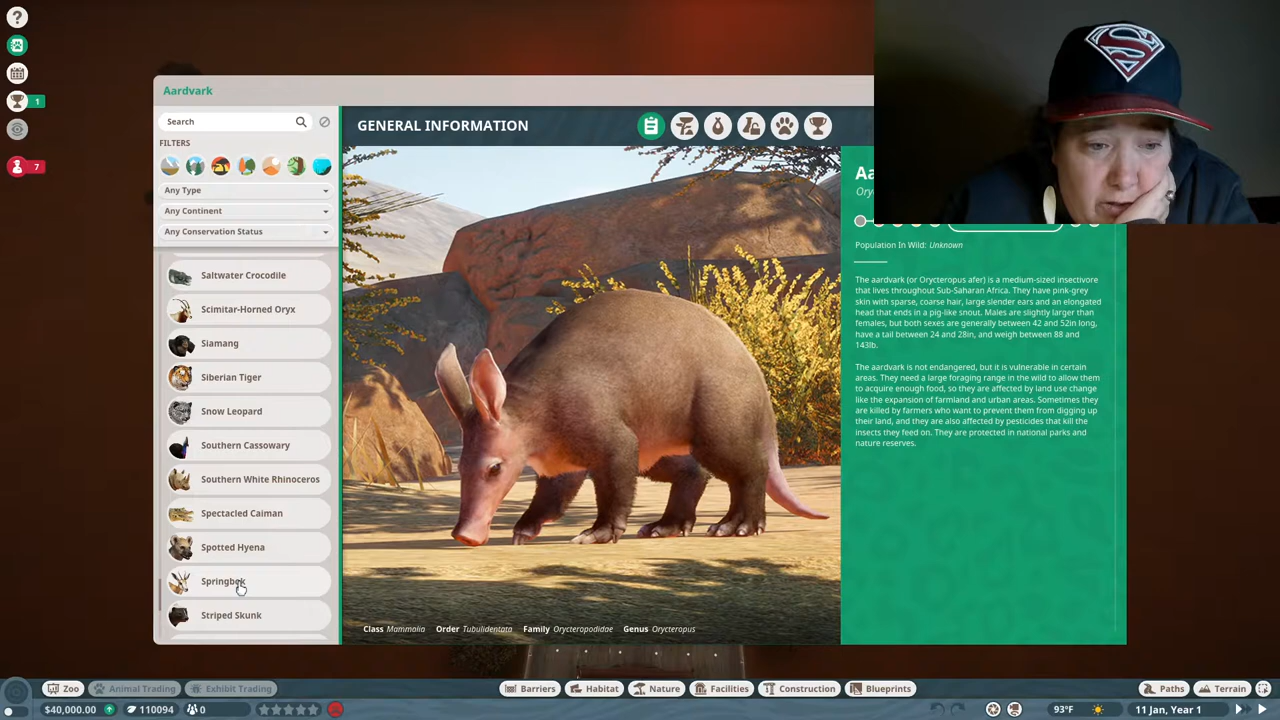 ?
Aardvark
1
7
Search
FILTERS
Any Type
Any Continent
Any Conservation Status
Saltwater Crocodile
Scimitar-Horned Oryx
Siamang
Siberian Tiger
Snow Leopard
Southern Cassowary
Southern White Rhinoceros
Spectacled Caiman
Spotted Hyena
Springbok
Striped Skunk
GENERAL INFORMATION
Class Mammalia Order Tubulidentata Family Orycteropodidae Genus Orycteropus
Population In Wild: Unknown
The aardvark (or Orycteropus afer) is a medium-sized insectivore
that lives throughout Sub-Saharan Africa. They have pink-grey
skin with sparse, coarse hair, large slender ears and an elongated
head that ends in a pig-like snout. Males are slightly larger than
females, but both sexes are generally between 42 and 52in long,
have a tail between 24 and 28in, and weigh between 88 and
143lb.
The aardvark is not endangered, but it is vulnerable in certain
areas. They need a large foraging range in the wild to allow them
to acquire enough food, so they are affected by land use change
like the expansion of farmland and urban areas. Sometimes they
are killed by farmers who want to prevent them from digging up
their land, and they are also affected by pesticides that kill the
insects they feed on. They are protected in national parks and
nature reserves.
Zoo Animal Trading Exhibit Trading Barriers Habitat Nature Facilities Construction Blueprints Paths Terrain
$40,000.00 110094 0 93°F 11 Jan, Year 1